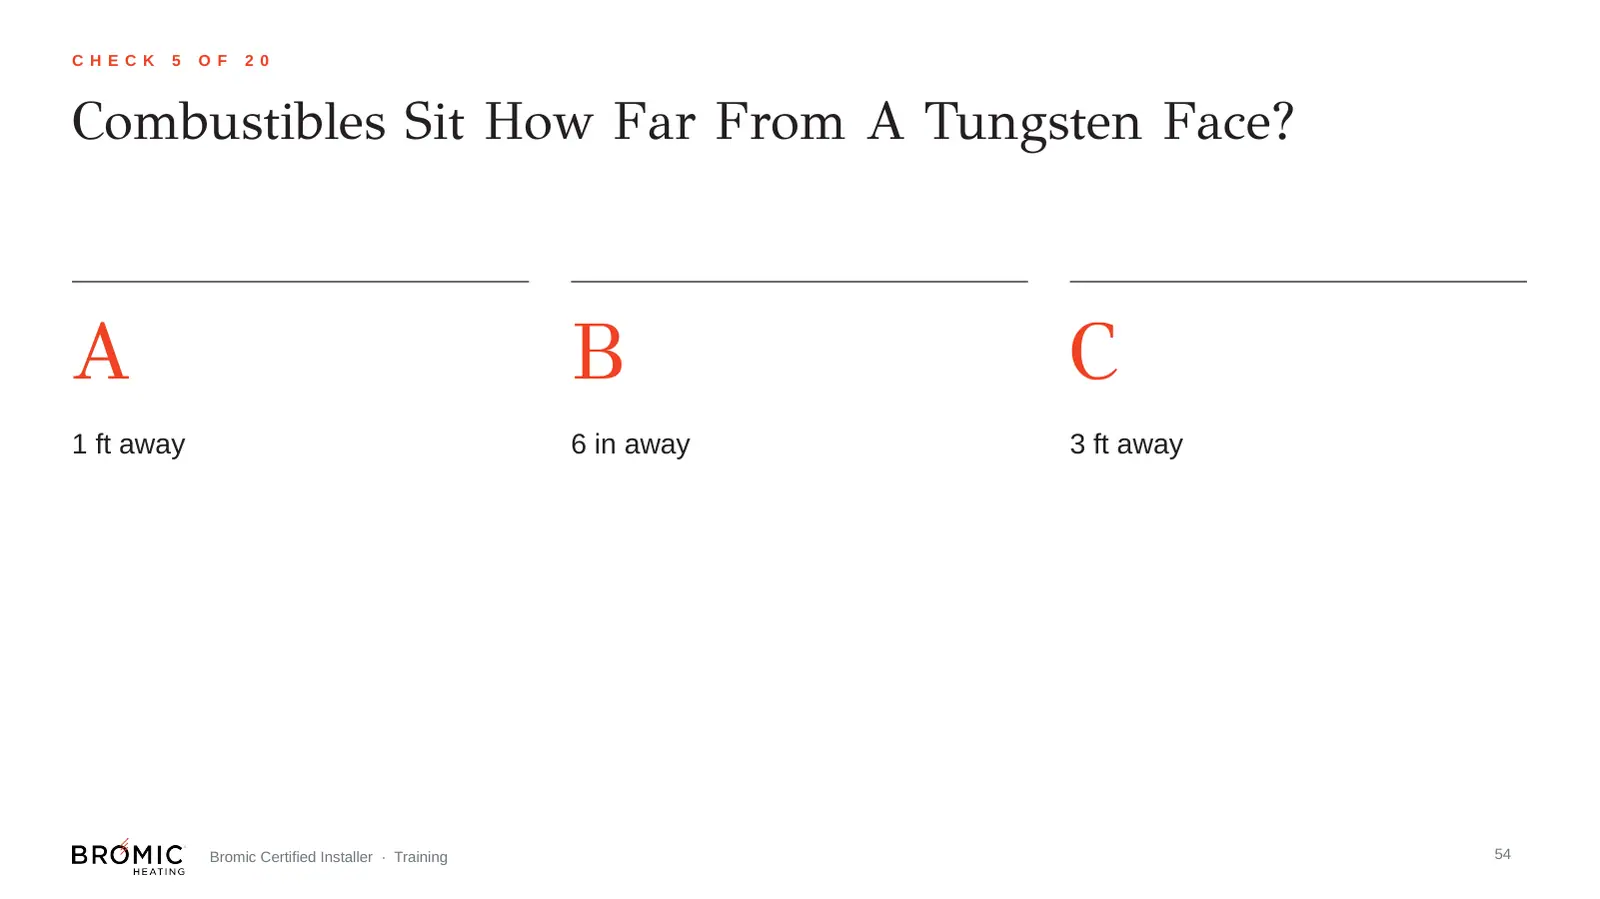 CHECK 5 OF 20
Combustibles Sit How Far From A Tungsten Face?
A
1 ft away
B
6 in away
C
3 ft away
BROMIC
HEATING
Bromic Certified Installer · Training
54